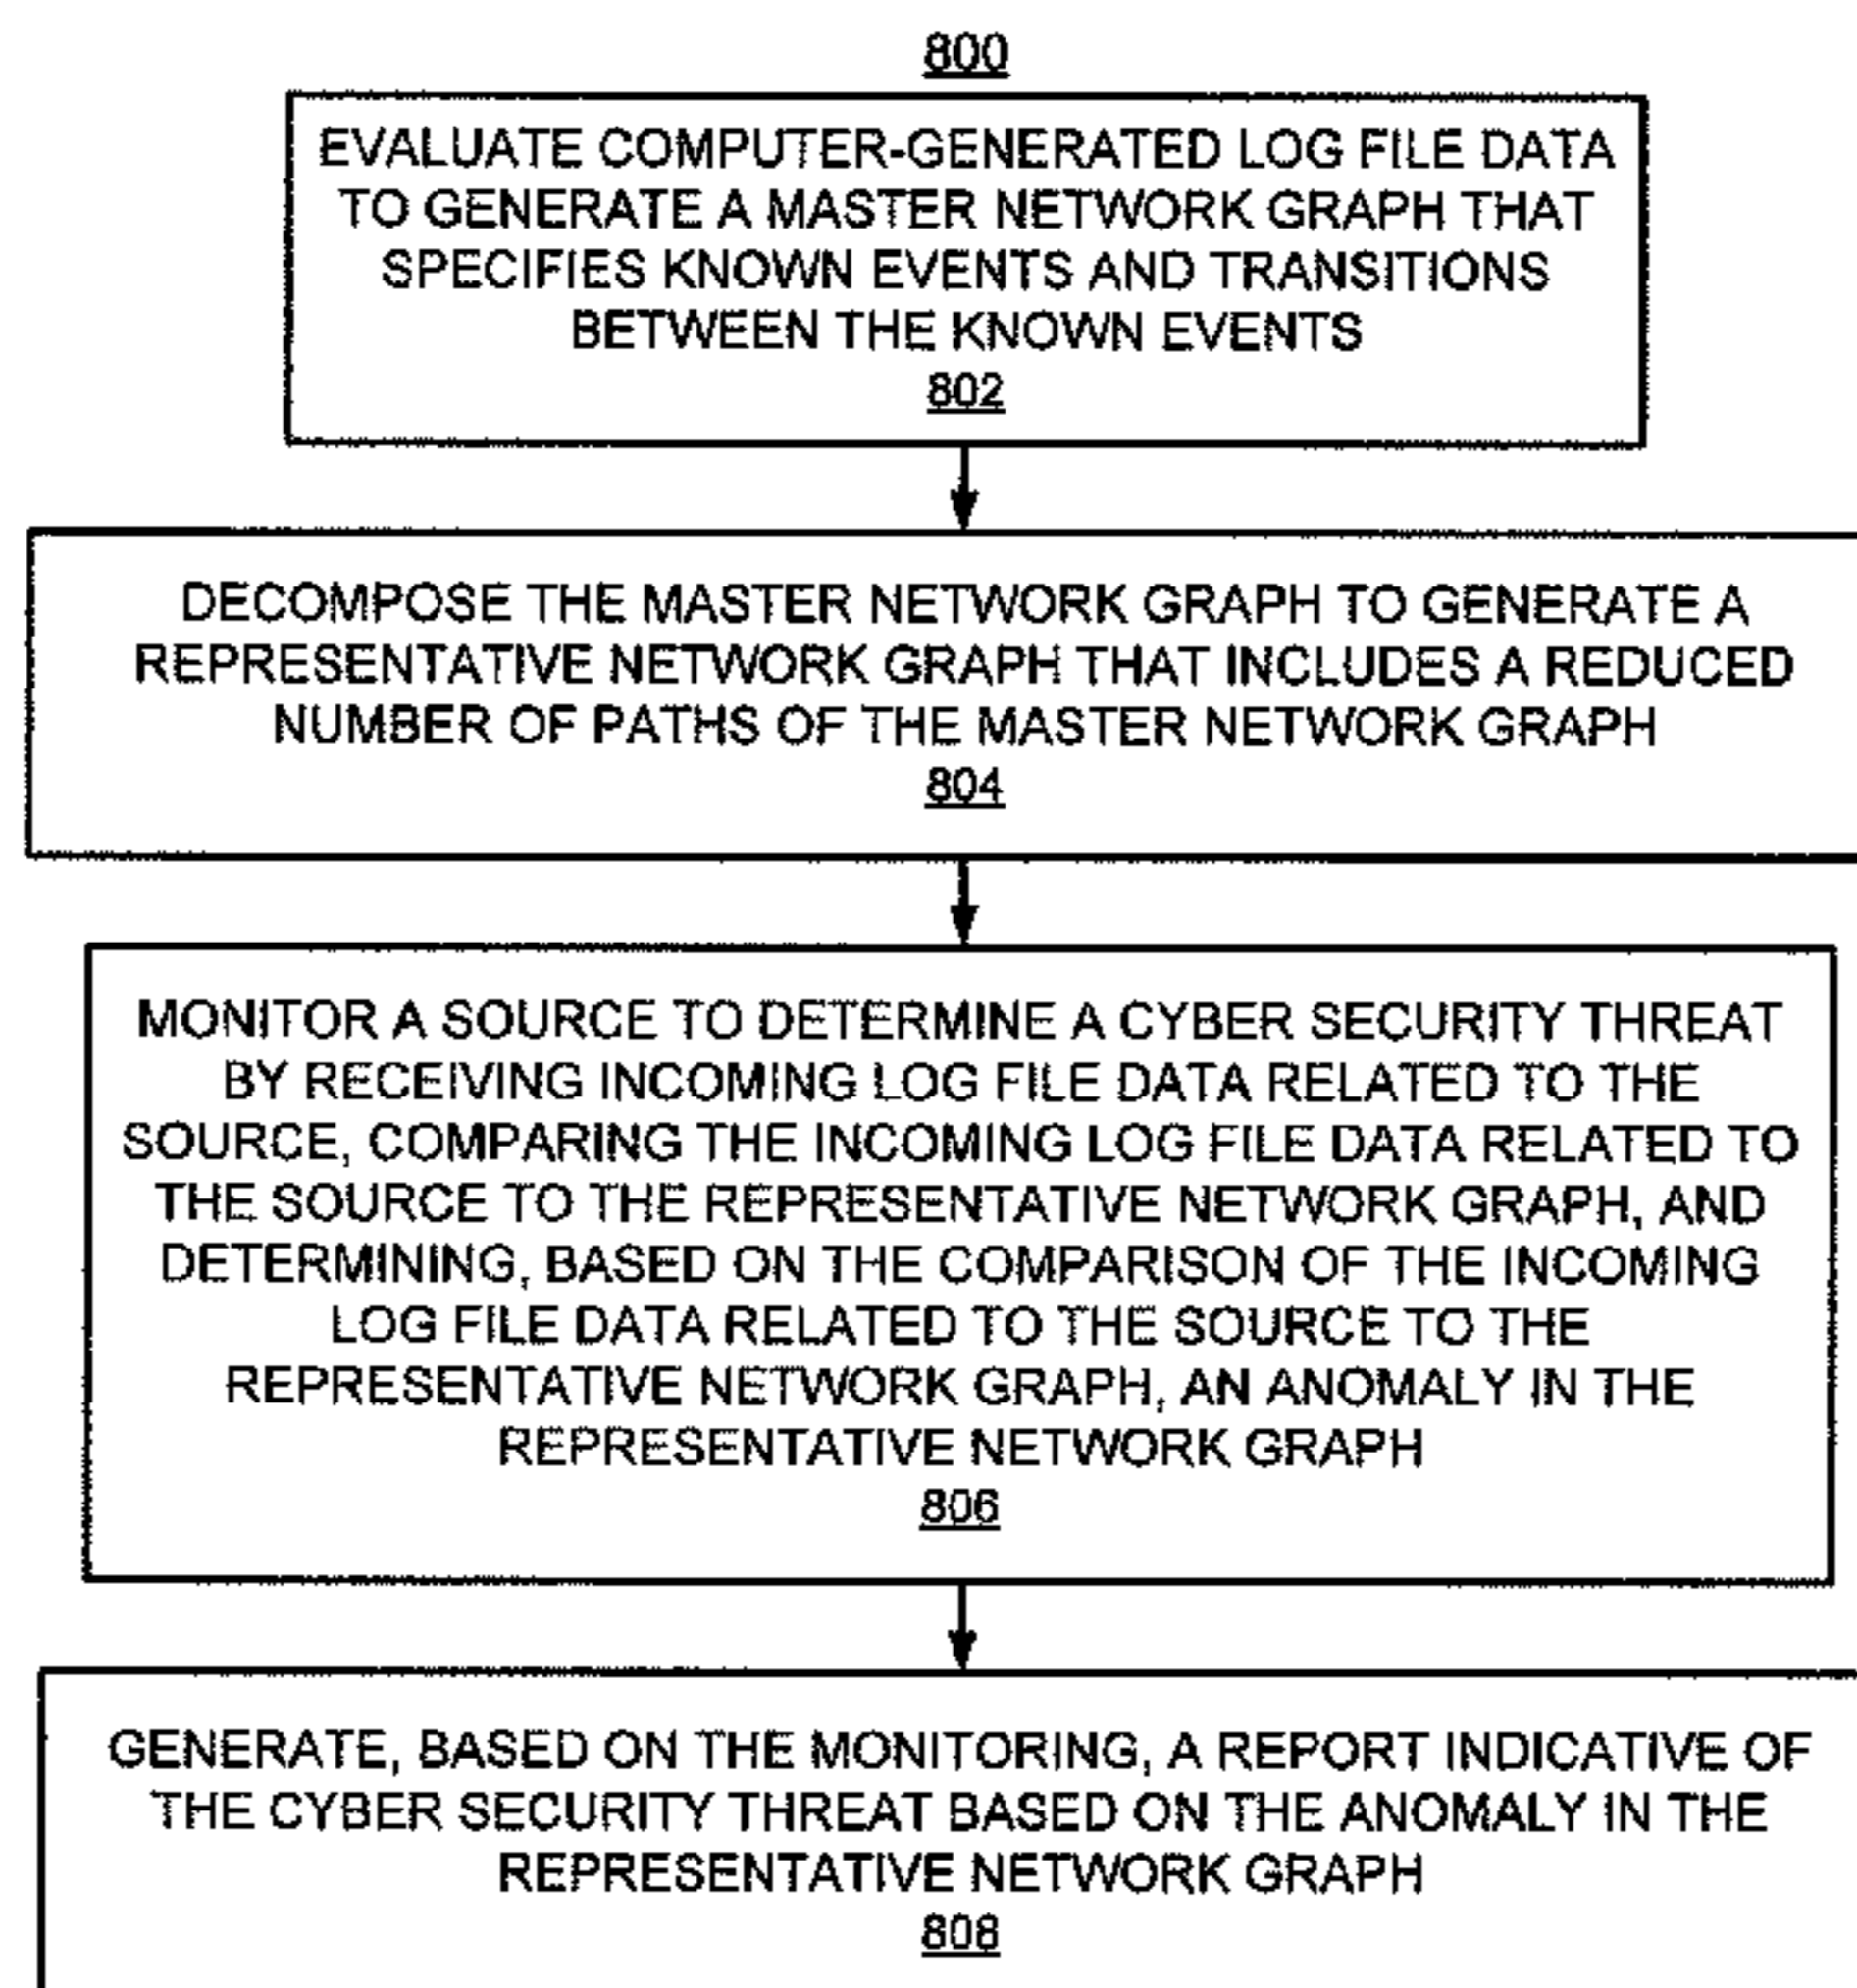 800
EVALUATE COMPUTER-GENERATED LOG FILE DATA
TO GENERATE A MASTER NETWORK GRAPH THAT
SPECIFIES KNOWN EVENTS AND TRANSITIONS
BETWEEN THE KNOWN EVENTS
802
DECOMPOSE THE MASTER NETWORK GRAPH TO GENERATE A
REPRESENTATIVE NETWORK GRAPH THAT INCLUDES A REDUCED
NUMBER OF PATHS OF THE MASTER NETWORK GRAPH
804
MONITOR A SOURCE TO DETERMINE A CYBER SECURITY THREAT
BY RECEIVING INCOMING LOG FILE DATA RELATED TO THE
SOURCE, COMPARING THE INCOMING LOG FILE DATA RELATED TO
THE SOURCE TO THE REPRESENTATIVE NETWORK GRAPH, AND
DETERMINING, BASED ON THE COMPARISON OF THE INCOMING
LOG FILE DATA RELATED TO THE SOURCE TO THE
REPRESENTATIVE NETWORK GRAPH, AN ANOMALY IN THE
REPRESENTATIVE NETWORK GRAPH
806
GENERATE, BASED ON THE MONITORING, A REPORT INDICATIVE OF
THE CYBER SECURITY THREAT BASED ON THE ANOMALY IN THE
REPRESENTATIVE NETWORK GRAPH
808